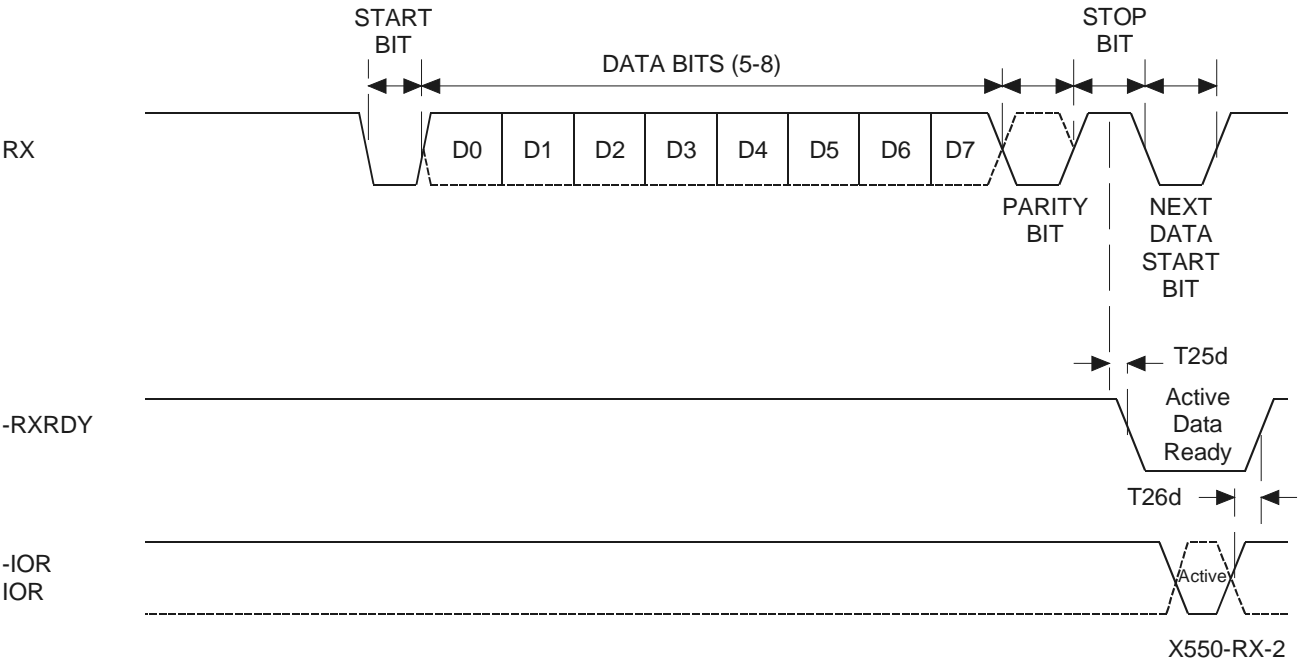 START
BIT
DATA BITS (5-8)
STOP
BIT
RX
D0 D1 D2 D3 D4 D5 D6 D7
PARITY
BIT
NEXT
DATA
START
BIT
T25d
-RXRDY
Active
Data
Ready
T26d
-IOR
IOR
Active
X550-RX-2